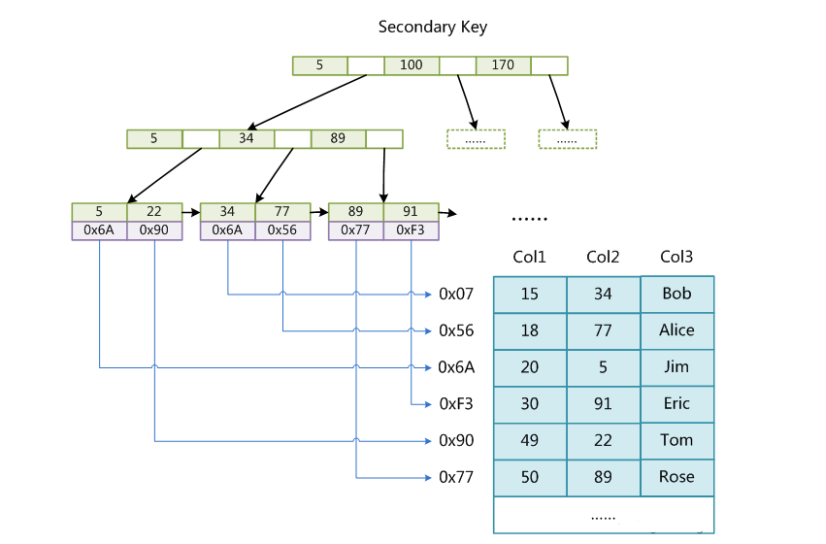 Secondary Key
5 100 170
5 34 89 ...... ......
5 22 34 77 89 91
0x6A 0x90 0x6A 0x56 0x77 0xF3
......
Col1 Col2 Col3
0x07 15 34 Bob
0x56 18 77 Alice
0x6A 20 5 Jim
0xF3 30 91 Eric
0x90 49 22 Tom
0x77 50 89 Rose
......